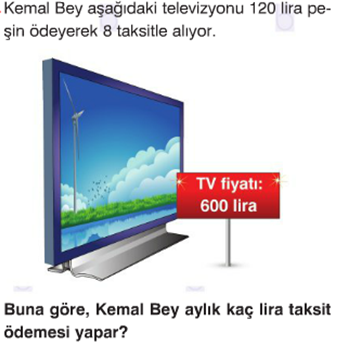 Kemal Bey aşağıdaki televizyonu 120 lira pe-
şin ödeyerek 8 taksitle alıyor.
TV fiyatı:
600 lira
Buna göre, Kemal Bey aylık kaç lira taksit
ödemesi yapar?